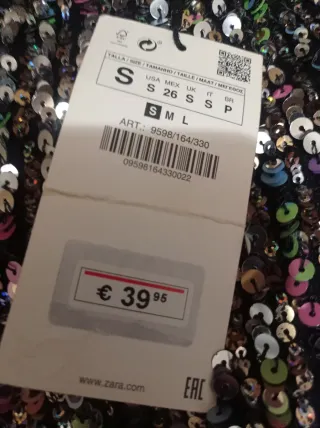 TALLA / SIZE / TAMANHO / TAILLE / MAAT / MƏRKƏZƏ
S
USA MEX UK IT BR
S 26 S S P
S M L
ART.: 9598/164/330
09598164330022
€ 39 95
www.zara.com
EAC